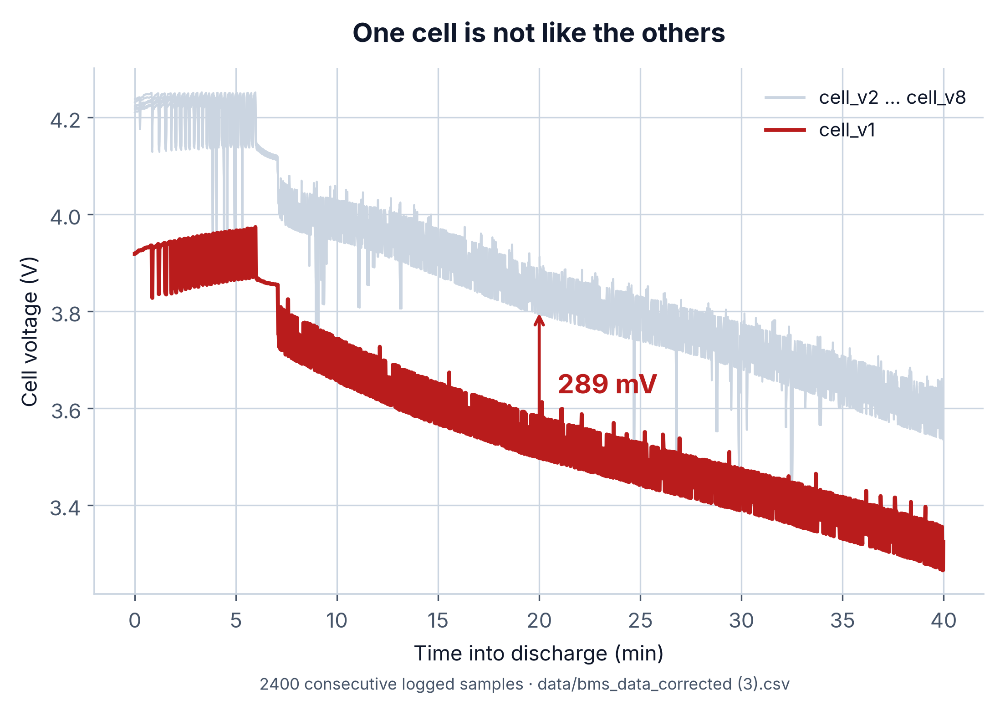 One cell is not like the others
cell_v2 ... cell_v8
cell_v1
4.2
4.0
3.8
3.6
3.4
Cell voltage (V)
289 mV
0 5 10 15 20 25 30 35 40
Time into discharge (min)
2400 consecutive logged samples · data/bms_data_corrected (3).csv